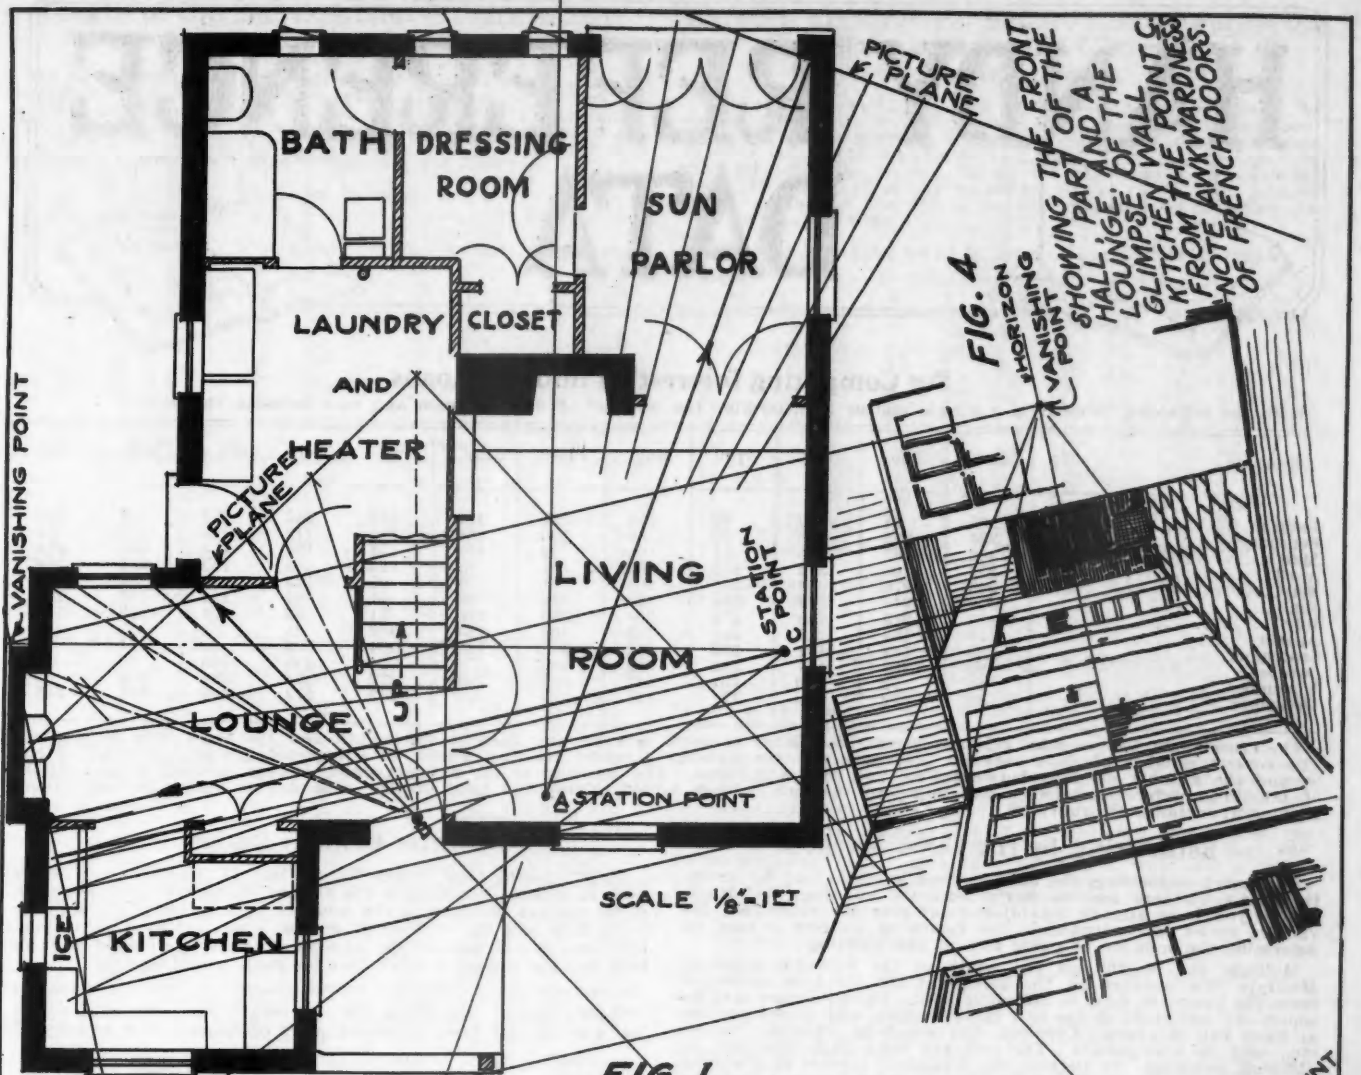 BATH
DRESSING
ROOM
SUN
PARLOR
PICTURE
PLANE
LAUNDRY
AND
HEATER
CLOSET
VANISHING POINT
PICTURE
PLANE
LIVING
ROOM
STATION
POINT
C
LOUNGE
UP
B
A STATION POINT
SCALE 1/8"=1FT
ICE
KITCHEN
FIG. 1
FIG. 4
HORIZON
VANISHING
POINT
SHOWING THE FRONT
HALL, PART OF THE
LOUNGE, AND A
GLIMPSE OF THE
KITCHEN WALL
FROM THE POINT C
NOTE AWKWARDNESS
OF FRENCH DOORS.